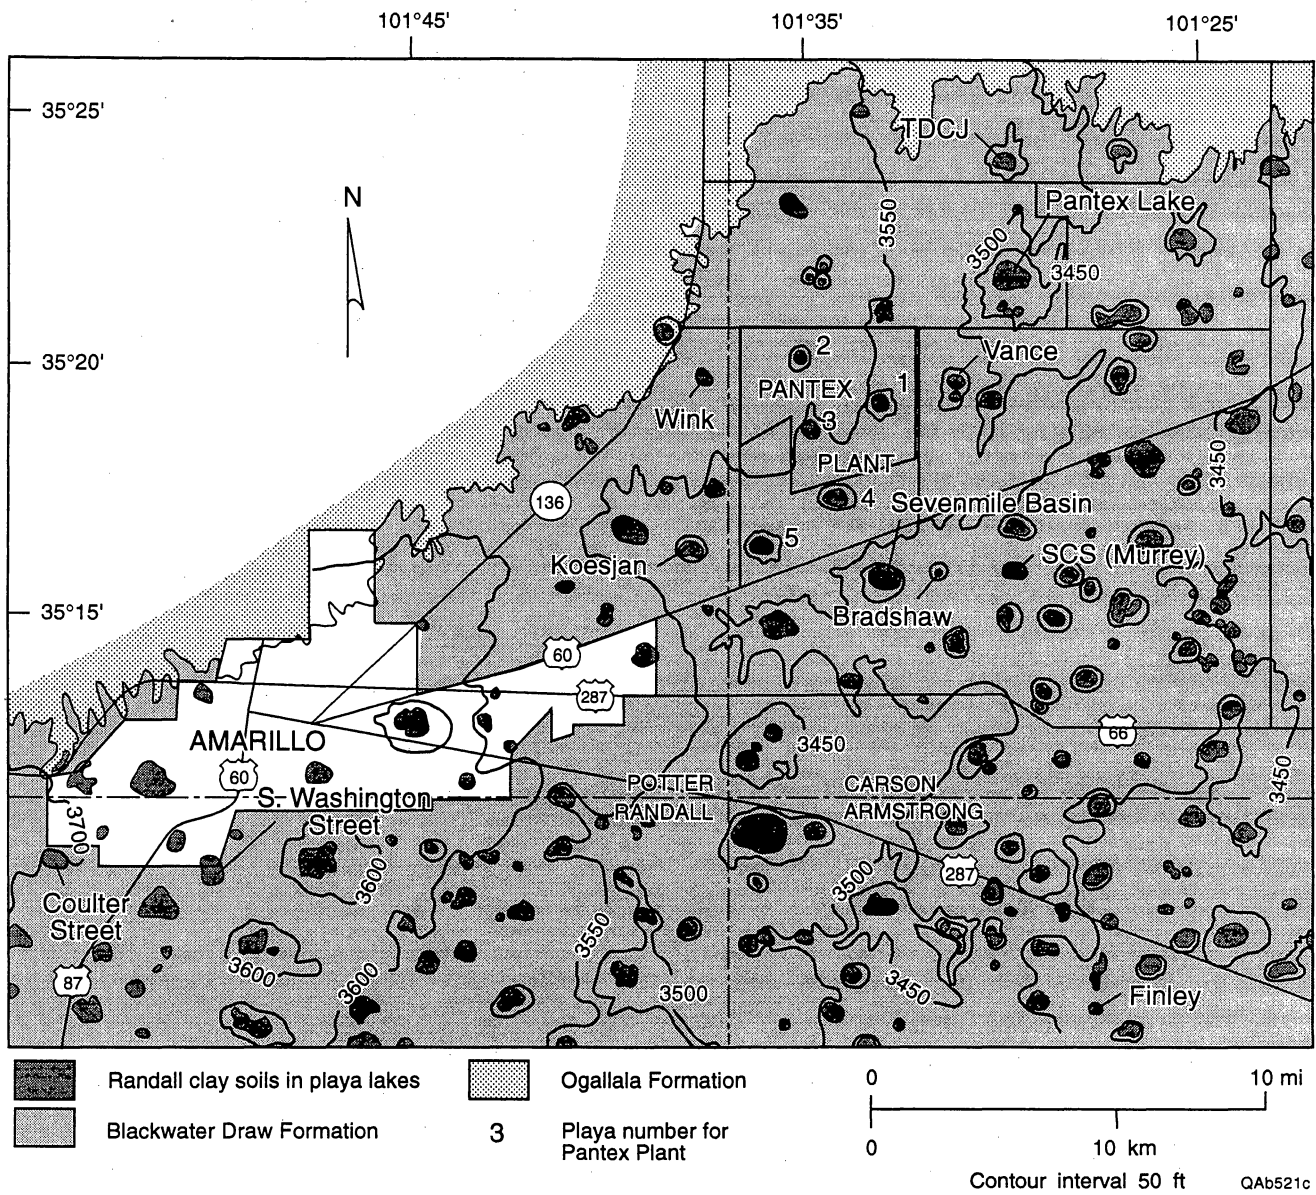 101°45'
101°35'
101°25'
35°25'
TDCJ
N
Pantex Lake
3550
3500
3450
35°20'
2
Vance
PANTEX
1
Wink
3
PLANT
3450
136
4
Sevenmile Basin
5
Koesjan
SCS (Murrey)
35°15'
Bradshaw
60
287
66
AMARILLO
3450
60
POTTER
CARSON
3450
S. Washington
Street
RANDALL
ARMSTRONG
3700
3600
3500
287
Coulter
Street
3550
3600
3600
87
3500
3450
Finley
Randall clay soils in playa lakes
Ogallala Formation
Blackwater Draw Formation
3
Playa number for
Pantex Plant
0
10 mi
0
10 km
Contour interval 50 ft
QAb521c